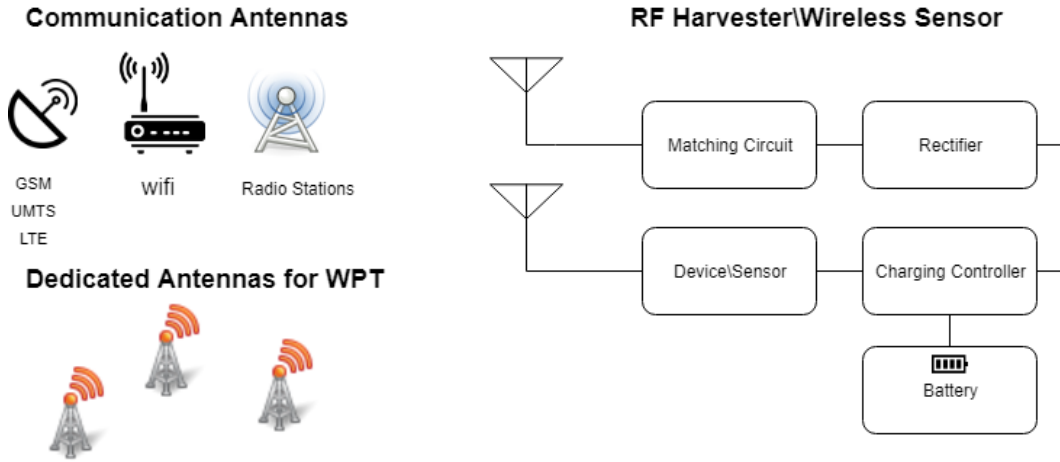 Communication Antennas
GSM
UMTS
LTE
wifi
Radio Stations
Dedicated Antennas for WPT
RF Harvester\Wireless Sensor
Matching Circuit
Rectifier
Device\Sensor
Charging Controller
Battery